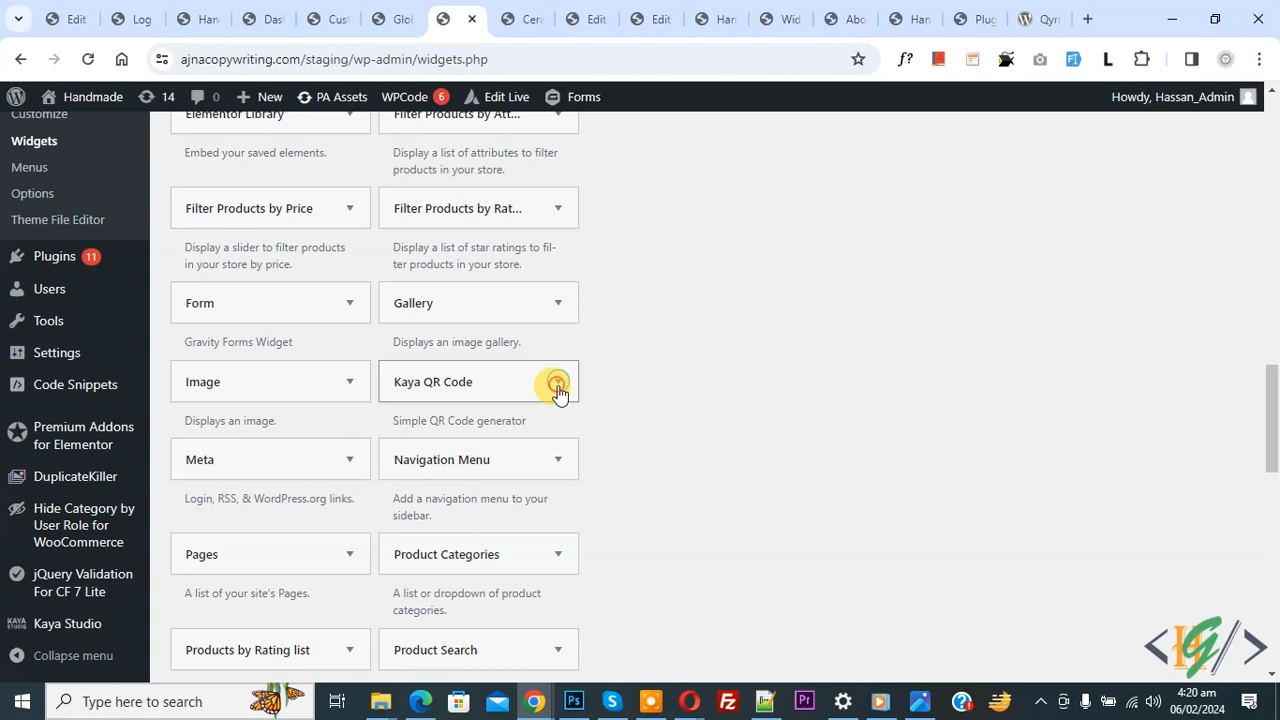 Edit
Log
Han
Das
Cus
Glo
Cera
Edit
Edit
Han
Wid
Abo
Han
Plug
Qyr
ajnacopywriting.com/staging/wp-admin/widgets.php
Handmade
14
0
New
PA Assets
WPCode
6
Edit Live
Forms
Howdy, Hassan_Admin
Customize
Widgets
Menus
Options
Theme File Editor
Plugins 11
Users
Tools
Settings
Code Snippets
Premium Addons
for Elementor
DuplicateKiller
Hide Category by
User Role for
WooCommerce
jQuery Validation
For CF 7 Lite
KAYA STUDIO
Kaya Studio
Collapse menu
Elementor Library
Embed your saved elements.
Filter Products by Att...
Display a list of attributes to filter
products in your store.
Filter Products by Price
Display a slider to filter products
in your store by price.
Filter Products by Rat...
Display a list of star ratings to fil-
ter products in your store.
Form
Gravity Forms Widget
Gallery
Displays an image gallery.
Image
Displays an image.
Kaya QR Code
Simple QR Code generator
Meta
Login, RSS, & WordPress.org links.
Navigation Menu
Add a navigation menu to your
sidebar.
Pages
A list of your site's Pages.
Product Categories
A list or dropdown of product
categories.
Products by Rating list
Product Search
<HG/>
Type here to search
4:20 am
06/02/2024